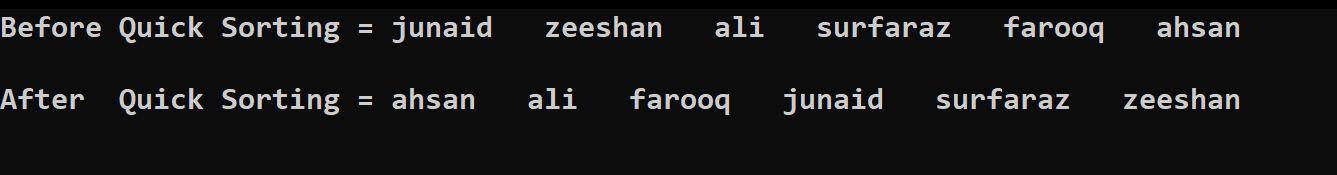 Before Quick Sorting = junaid   zeeshan   ali   surfaraz   farooq   ahsan
After  Quick Sorting = ahsan   ali   farooq   junaid   surfaraz   zeeshan